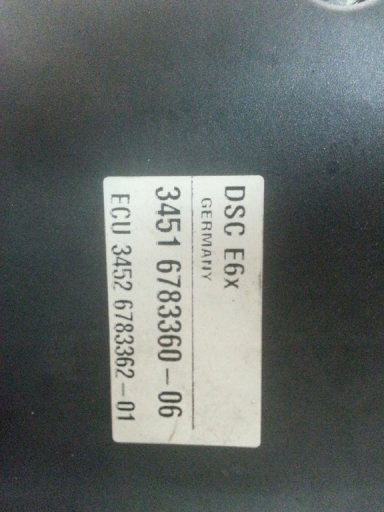 DSC E6x
GERMANY
3451 6783360-06
ECU 3452 6783362-01